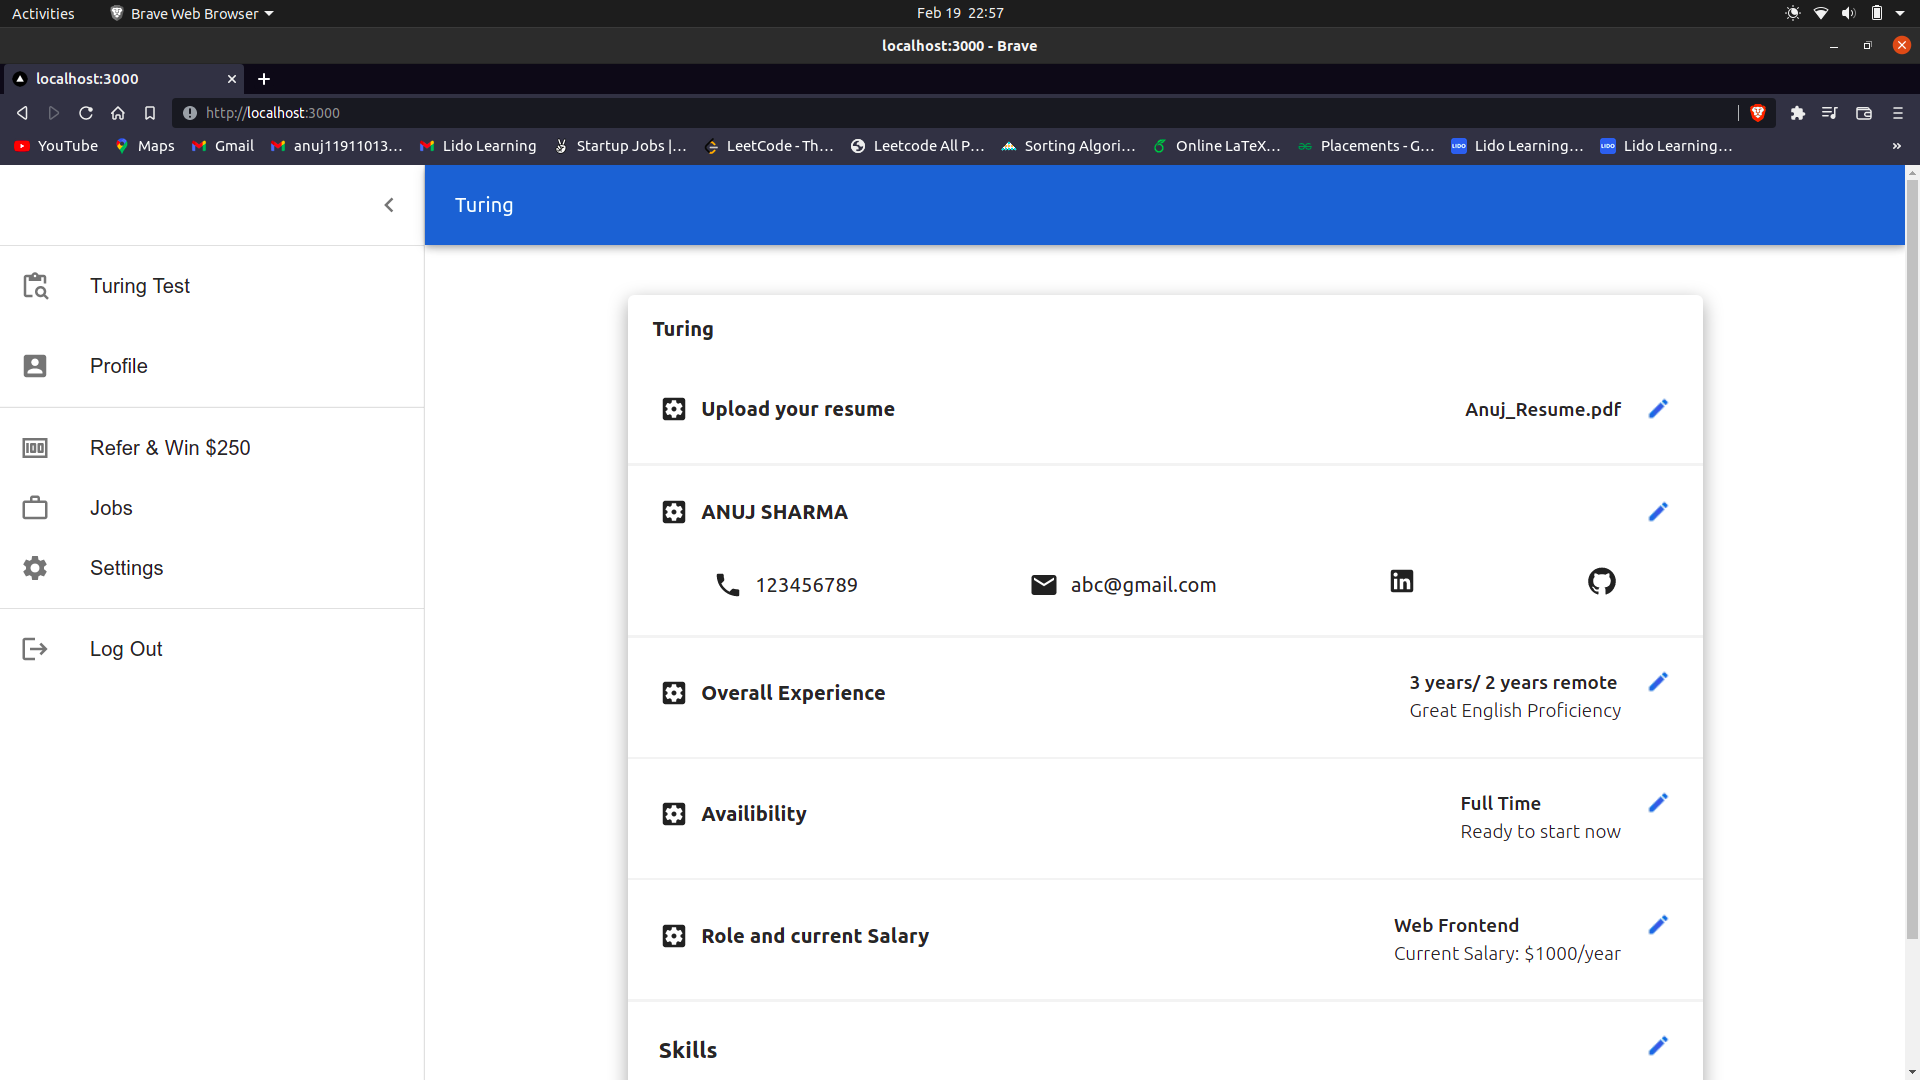 Activities Brave Web Browser Feb 19 22:57
localhost:3000 - Brave
localhost:3000
http://localhost:3000
YouTube Maps Gmail anuj11911013... Lido Learning Startup Jobs |... LeetCode - Th... Leetcode All P... Sorting Algori... Online LaTeX... Placements - G... LIDO Lido Learning... LIDO Lido Learning... »
Turing
Turing Test
Profile
100 Refer & Win $250
Jobs
Settings
Log Out
Turing
Upload your resume Anuj_Resume.pdf
ANUJ SHARMA
123456789 abc@gmail.com in
Overall Experience 3 years/ 2 years remote
Great English Proficiency
Availibility Full Time
Ready to start now
Role and current Salary Web Frontend
Current Salary: $1000/year
Skills